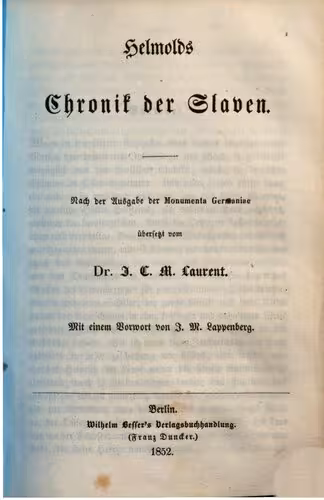 Helmolds
Chronik der Slaven.
Nach der Ausgabe der Monumenta Germaniae
übersetzt vom
Dr. J. C. M. Laurent.
Mit einem Vorwort von J. M. Lappenberg.
Berlin.
Wilhelm Besser's Verlagsbuchhandlung.
(Franz Duncker.)
1852.